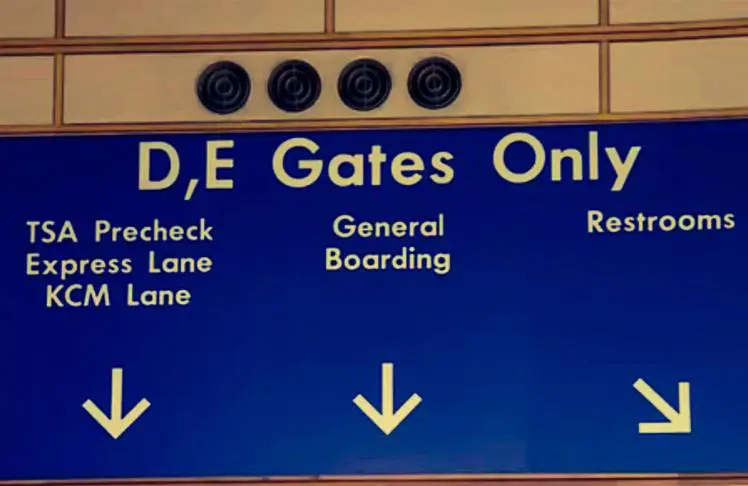 D,E Gates Only
TSA Precheck
Express Lane
KCM Lane
General
Boarding
Restrooms